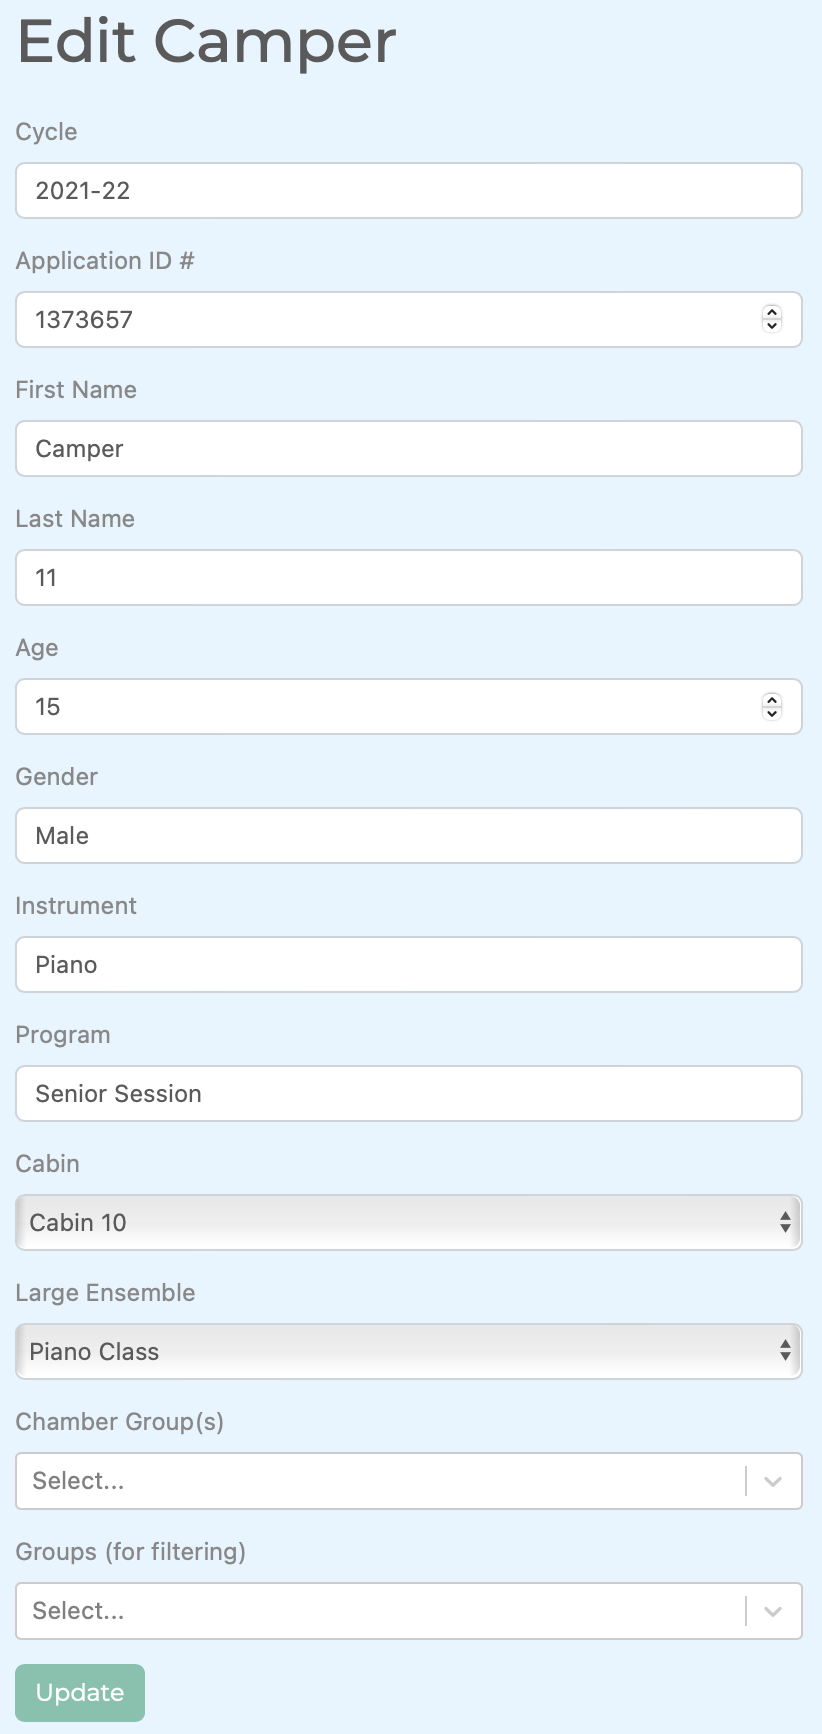 Edit Camper
Cycle
2021-22
Application ID #
1373657
First Name
Camper
Last Name
11
Age
15
Gender
Male
Instrument
Piano
Program
Senior Session
Cabin
Cabin 10
Large Ensemble
Piano Class
Chamber Group(s)
Select...
Groups (for filtering)
Select...
Update